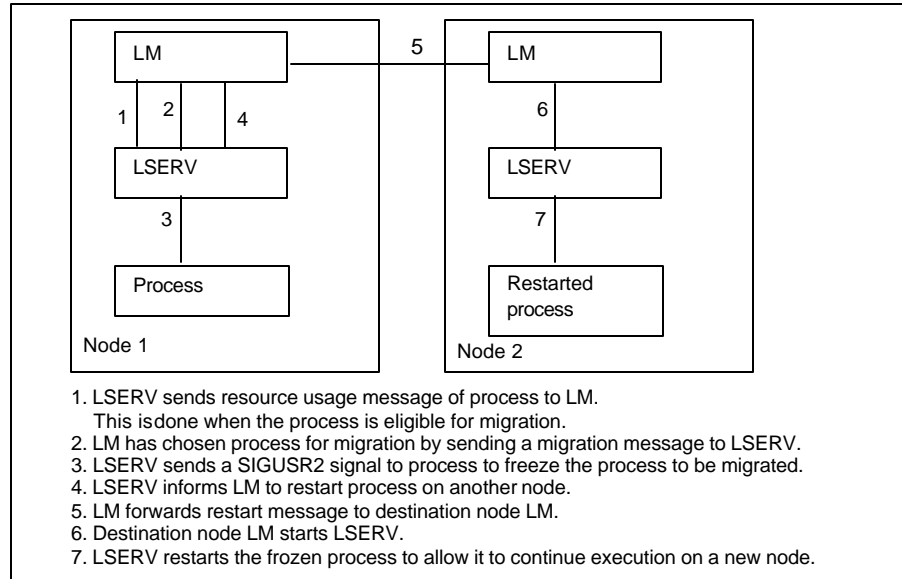 LM
5
LM
1
2
4
6
LSERV
LSERV
3
7
Process
Restarted
process
Node 1
Node 2
1. LSERV sends resource usage message of process to LM.
This isdone when the process is eligible for migration.
2. LM has chosen process for migration by sending a migration message to LSERV.
3. LSERV sends a SIGUSR2 signal to process to freeze the process to be migrated.
4. LSERV informs LM to restart process on another node.
5. LM forwards restart message to destination node LM.
6. Destination node LM starts LSERV.
7. LSERV restarts the frozen process to allow it to continue execution on a new node.